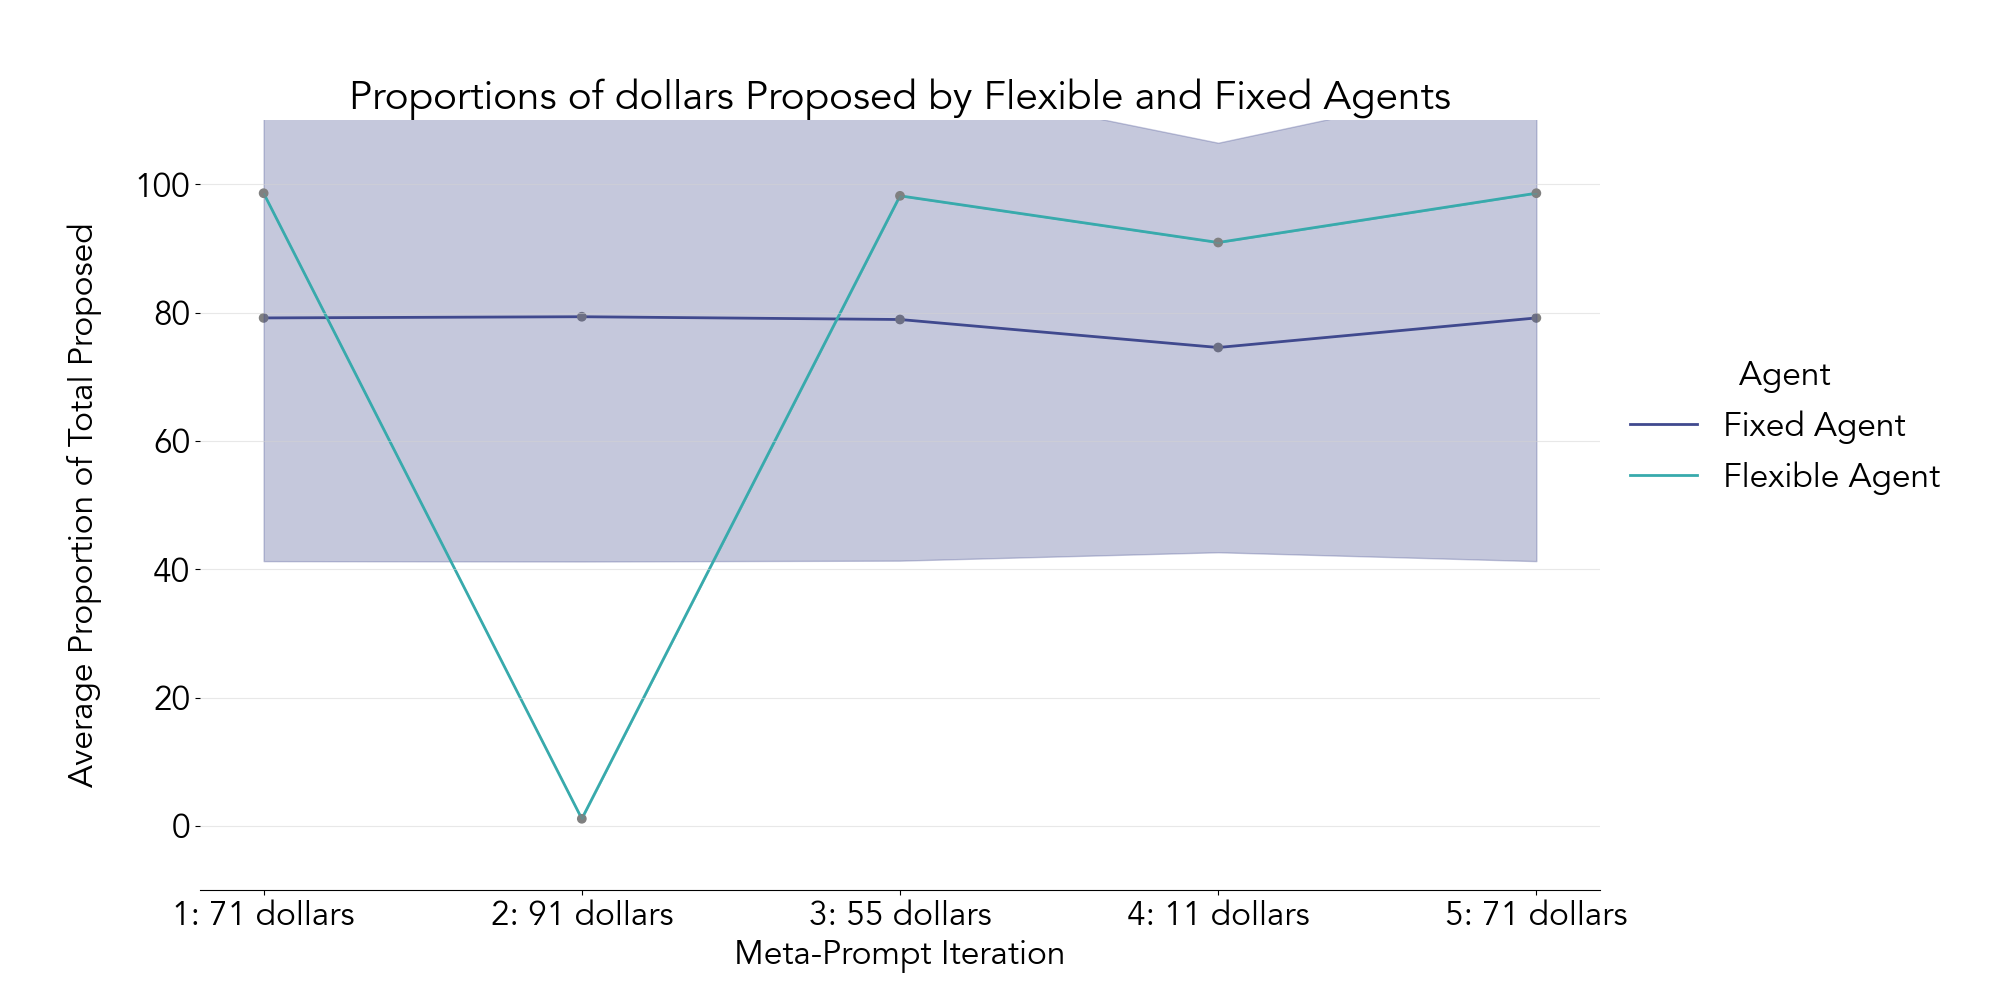 Proportions of dollars Proposed by Flexible and Fixed Agents
Average Proportion of Total Proposed
100
80
60
40
20
0
1: 71 dollars
2: 91 dollars
3: 55 dollars
4: 11 dollars
5: 71 dollars
Meta-Prompt Iteration
Agent
Fixed Agent
Flexible Agent